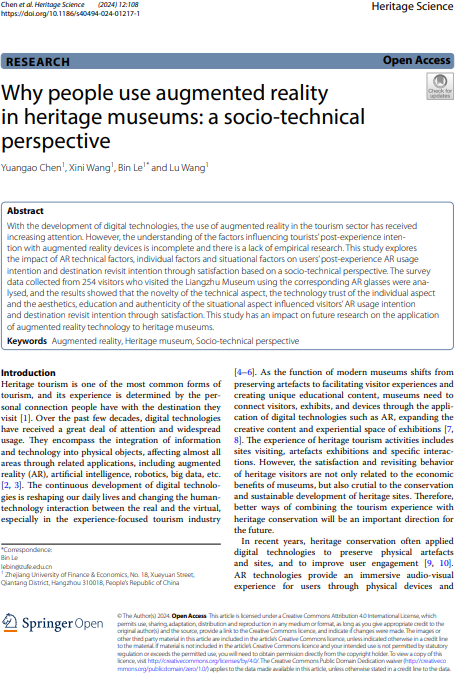 Chen et al. Heritage Science (2024) 12:108
https://doi.org/10.1186/s40494-024-01217-1
Heritage Science
RESEARCH
Open Access
Check for
updates
Why people use augmented reality
in heritage museums: a socio-technical
perspective
Yuangao Chen1, Xini Wang1, Bin Le1* and Lu Wang1
Abstract
With the development of digital technologies, the use of augmented reality in the tourism sector has received
increasing attention. However, the understanding of the factors influencing tourists' post-experience inten-
tion with augmented reality devices is incomplete and there is a lack of empirical research. This study explores
the impact of AR technical factors, individual factors and situational factors on users' post-experience AR usage
intention and destination revisit intention through satisfaction based on a socio-technical perspective. The survey
data collected from 254 visitors who visited the Liangzhu Museum using the corresponding AR glasses were ana-
lysed, and the results showed that the novelty of the technical aspect, the technology trust of the individual aspect
and the aesthetics, education and authenticity of the situational aspect influenced visitors' AR usage intention
and destination revisit intention through satisfaction. This study has an impact on future research on the application
of augmented reality technology to heritage museums.
Keywords Augmented reality, Heritage museum, Socio-technical perspective
Introduction
Heritage tourism is one of the most common forms of
tourism, and its experience is determined by the per-
sonal connection people have with the destination they
visit [1]. Over the past few decades, digital technologies
have received a great deal of attention and widespread
usage. They encompass the integration of information
and technology into physical objects, affecting almost all
areas through related applications, including augmented
reality (AR), artificial intelligence, robotics, big data, etc.
[2, 3]. The continuous development of digital technolo-
gies is reshaping our daily lives and changing the human-
technology interaction between the real and the virtual,
especially in the experience-focused tourism industry
[4–6]. As the function of modern museums shifts from
preserving artefacts to facilitating visitor experiences and
creating unique educational content, museums need to
connect visitors, exhibits, and devices through the appli-
cation of digital technologies such as AR, expanding the
creative content and experiential space of exhibitions [7,
8]. The experience of heritage tourism activities includes
sites visiting, artefacts exhibitions and specific interac-
tions. However, the satisfaction and revisiting behavior
of heritage visitors are not only related to the economic
benefits of museums, but also crutial to the conservation
and sustainable development of heritage sites. Therefore,
better ways of combining the tourism experience with
heritage conservation will be an important direction for
the future.
In recent years, heritage conservation often applied
digital technologies to preserve physical artefacts
and sites, and to improve user engagement [9, 10].
AR technologies provide an immersive audio-visual
experience for users through physical devices and
*Correspondence:
Bin Le
lebin@zufe.edu.cn
1 Zhejiang University of Finance & Economics, No. 18, Xueyuan Street,
Qiantang District, Hangzhou 310018, People's Republic of China
Springer Open
© The Author(s) 2024. Open Access This article is licensed under a Creative Commons Attribution 4.0 International License, which
permits use, sharing, adaptation, distribution and reproduction in any medium or format, as long as you give appropriate credit to the
original author(s) and the source, provide a link to the Creative Commons licence, and indicate if changes were made. The images or
other third party material in this article are included in the article's Creative Commons licence, unless indicated otherwise in a credit line
to the material. If material is not included in the article's Creative Commons licence and your intended use is not permitted by statutory
regulation or exceeds the permitted use, you will need to obtain permission directly from the copyright holder. To view a copy of this
licence, visit http://creativecommons.org/licenses/by/4.0/. The Creative Commons Public Domain Dedication waiver (http://creativeco
mmons.org/publicdomain/zero/1.0/) applies to the data made available in this article, unless otherwise stated in a credit line to the data.